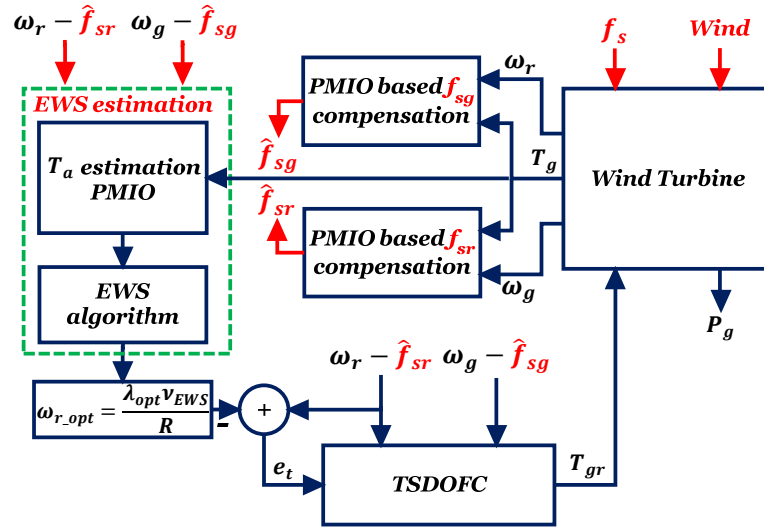 ω_r − f̂_sr ω_g − f̂_sg
EWS estimation
T_a estimation
PMIO
EWS
algorithm
ω_r_opt = λ_opt ν_EWS / R
−
+
e_t
PMIO based f_sg
compensation
f̂_sg
f̂_sr
PMIO based f_sr
compensation
ω_r
T_g
ω_g
f_s Wind
Wind Turbine
P_g
ω_r − f̂_sr ω_g − f̂_sg
TSDOFC
T_gr